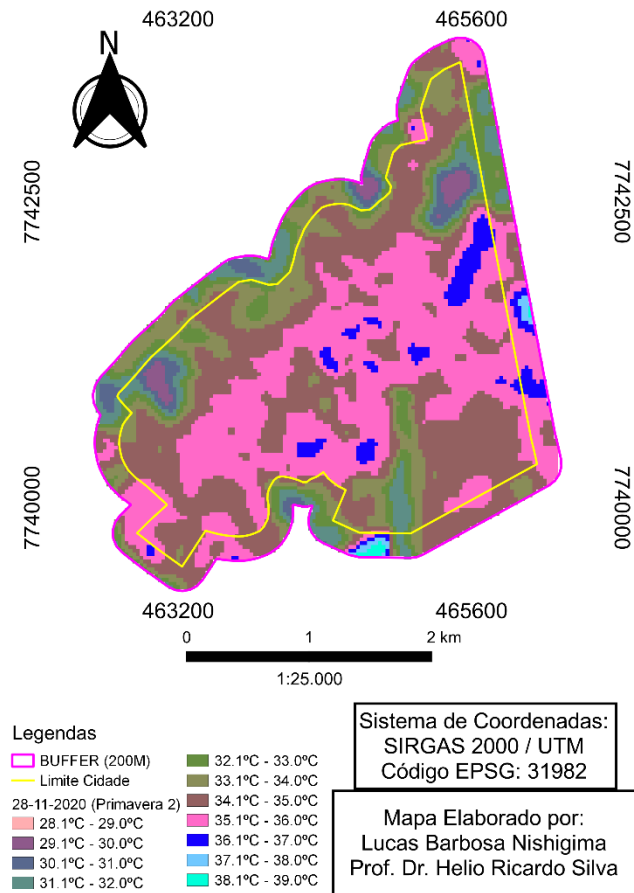 463200 465600
N
7742500 7742500
7740000 7740000
463200 465600
0 1 2 km
1:25.000
Legendas
BUFFER (200M)
Limite Cidade
28-11-2020 (Primavera 2)
28.1ºC - 29.0ºC
29.1ºC - 30.0ºC
30.1ºC - 31.0ºC
31.1ºC - 32.0ºC
32.1ºC - 33.0ºC
33.1ºC - 34.0ºC
34.1ºC - 35.0ºC
35.1ºC - 36.0ºC
36.1ºC - 37.0ºC
37.1ºC - 38.0ºC
38.1ºC - 39.0ºC
Sistema de Coordenadas:
SIRGAS 2000 / UTM
Código EPSG: 31982
Mapa Elaborado por:
Lucas Barbosa Nishigima
Prof. Dr. Helio Ricardo Silva